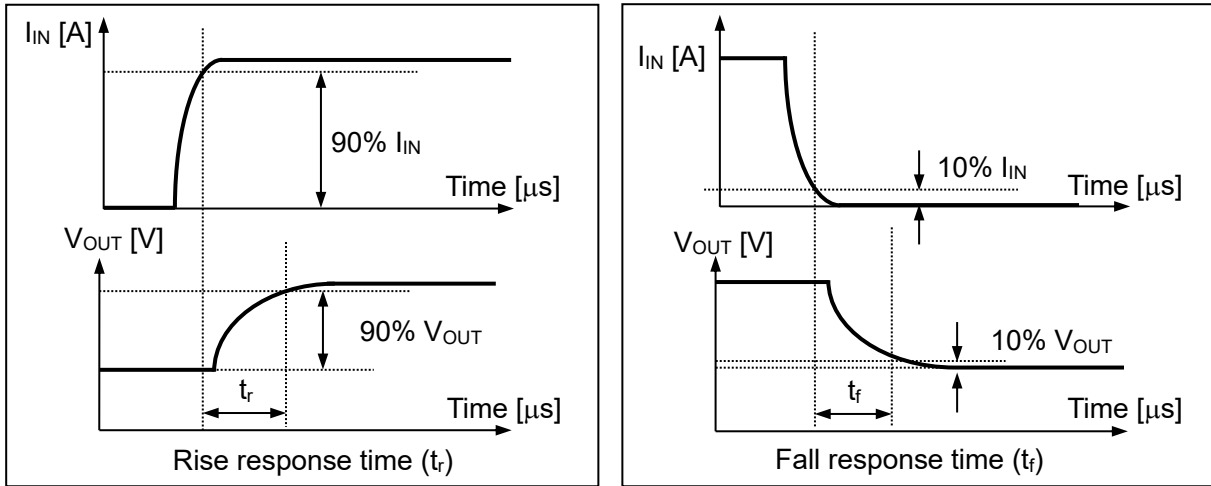 I_IN [A]
90% I_IN
Time [μs]
V_OUT [V]
90% V_OUT
t_r
Time [μs]
Rise response time (t_r)
I_IN [A]
10% I_IN
Time [μs]
V_OUT [V]
10% V_OUT
t_f
Time [μs]
Fall response time (t_f)